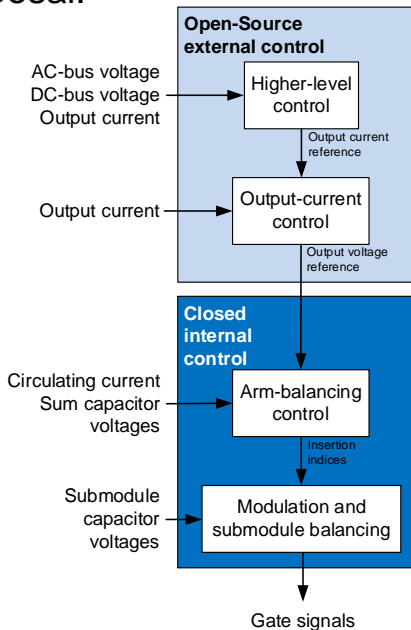 Open-Source
external control
AC-bus voltage
DC-bus voltage
Output current
Higher-level
control
Output current
reference
Output current
Output-current
control
Output voltage
reference
Closed
internal
control
Circulating current
Sum capacitor
voltages
Arm-balancing
control
Insertion
indices
Submodule
capacitor
voltages
Modulation and
submodule balancing
Gate signals